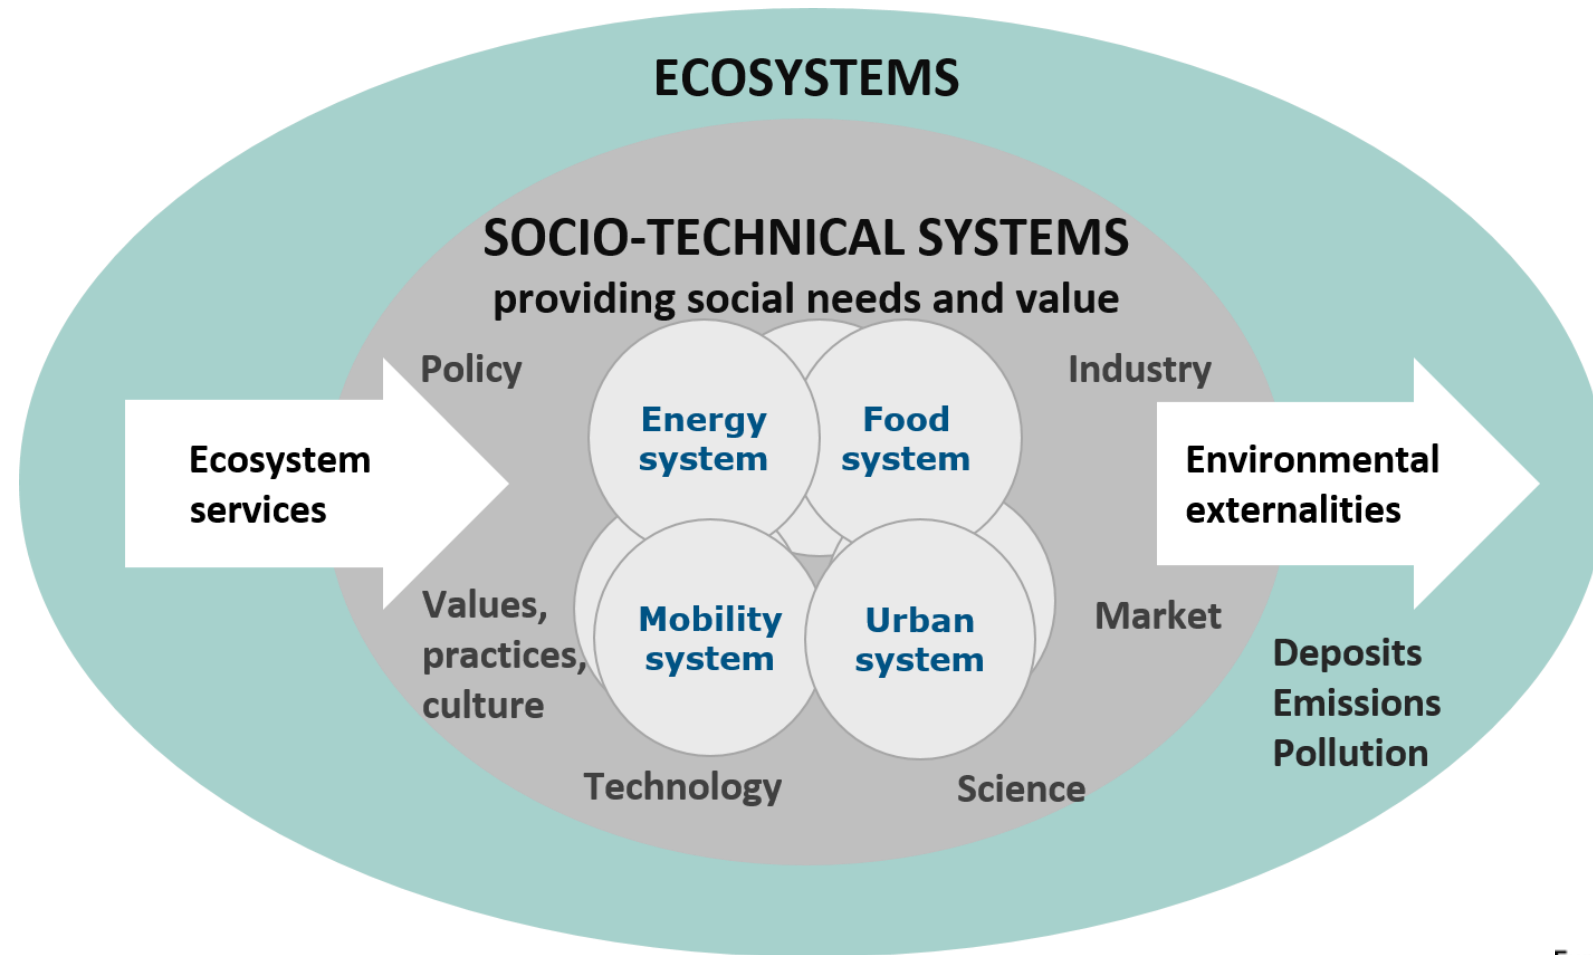 ECOSYSTEMS
SOCIO-TECHNICAL SYSTEMS
providing social needs and value
Policy
Industry
Energy
system
Food
system
Ecosystem
services
Environmental
externalities
Values,
practices,
culture
Mobility
system
Urban
system
Market
Deposits
Emissions
Pollution
Technology
Science